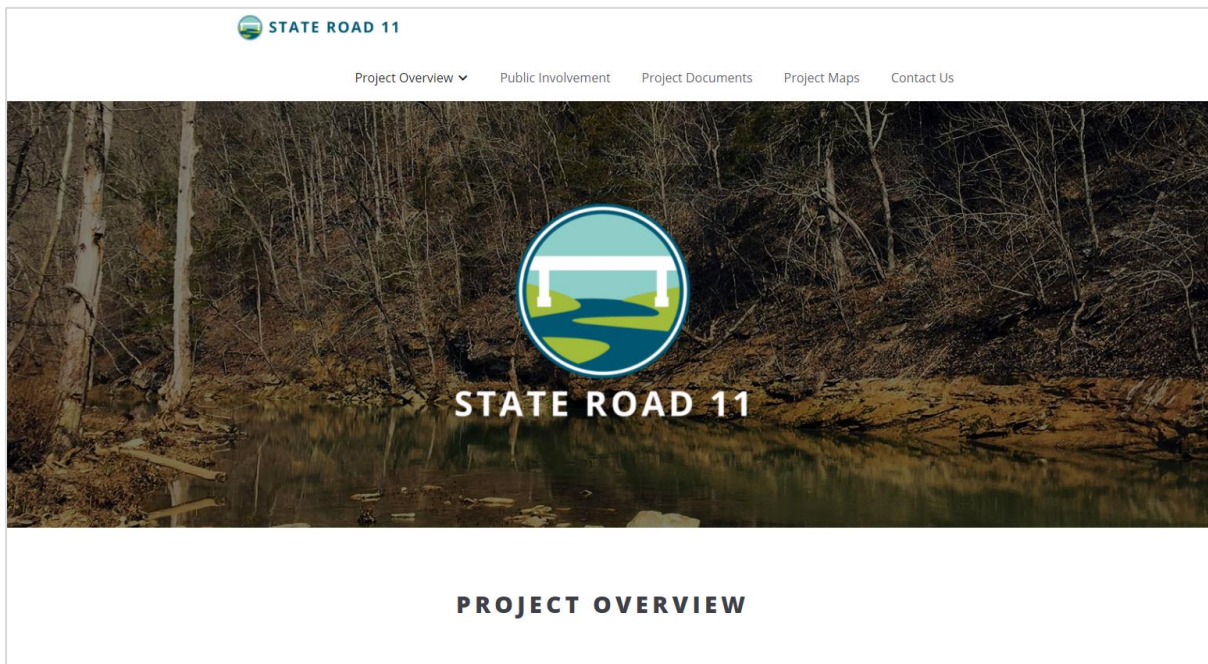 STATE ROAD 11
Project Overview Public Involvement Project Documents Project Maps Contact Us
STATE ROAD 11
PROJECT OVERVIEW